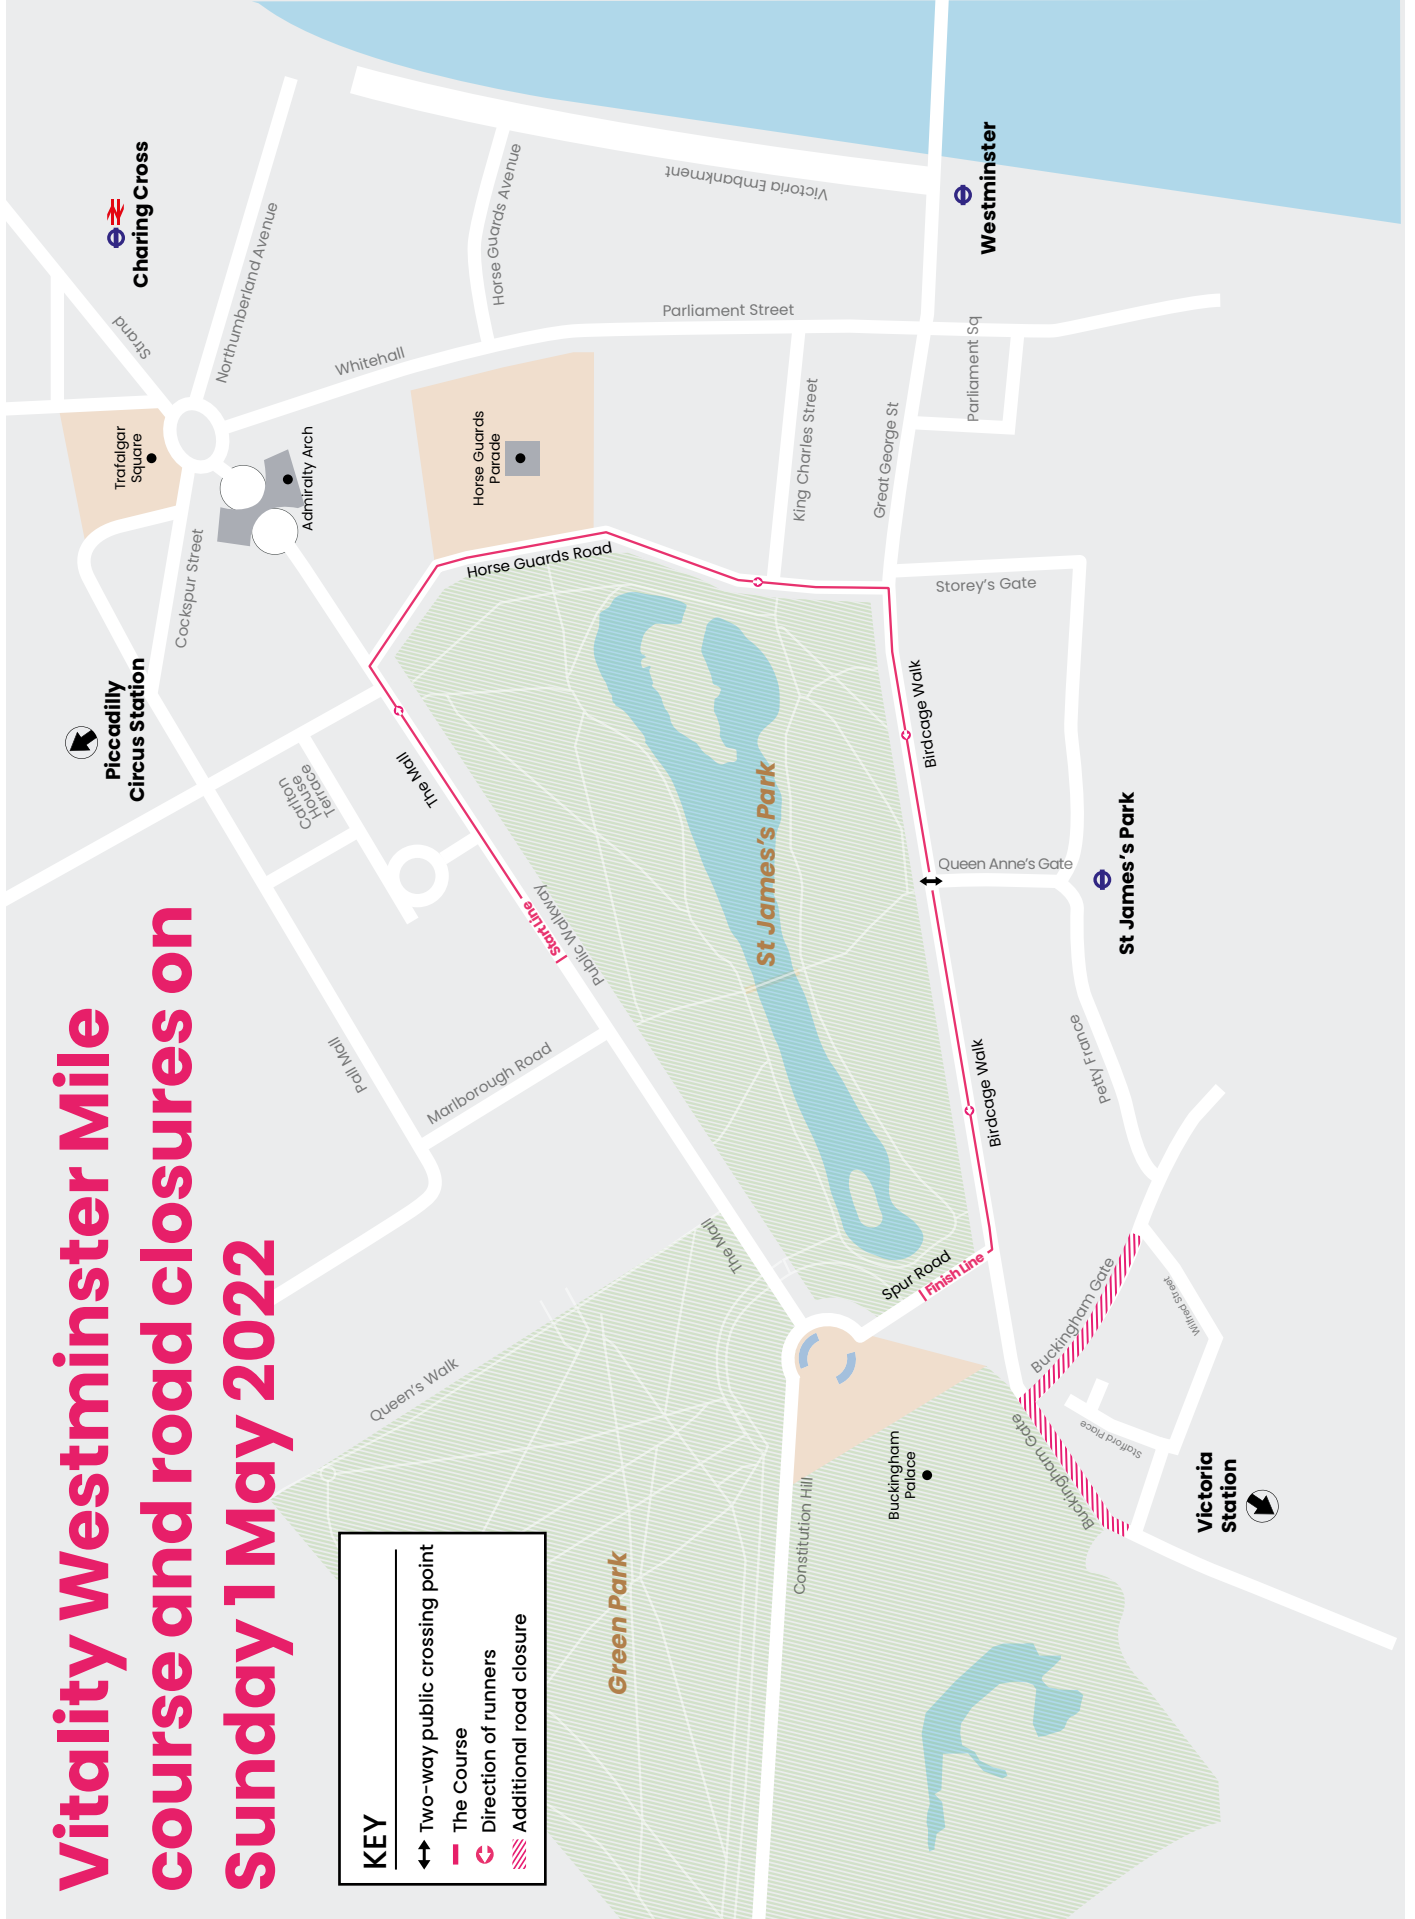 Vitality Westminster Mile
course and road closures on
Sunday 1 May 2022
KEY
Two-way public crossing point
The Course
Direction of runners
Additional road closure
Piccadilly
Circus Station
Charing Cross
Strand
Northumberland Avenue
Trafalgar
Square
Cockspur Street
Admiralty Arch
Whitehall
Horse Guards Avenue
Victoria Embankment
Parliament Street
Horse Guards
Parade
Horse Guards Road
King Charles Street
Great George St
Parliament Sq
Westminster
Storey's Gate
Carlton
House
Terrace
The Mall
Pall Mall
Marlborough Road
Start Line
Public Walkway
St James's Park
Birdcage Walk
Queen Anne's Gate
St James's Park
Petty France
Birdcage Walk
Queen's Walk
The Mall
Spur Road
Finish Line
Buckingham Gate
Wilfred Street
Stafford Place
Buckingham Gate
Green Park
Constitution Hill
Buckingham
Palace
Victoria
Station